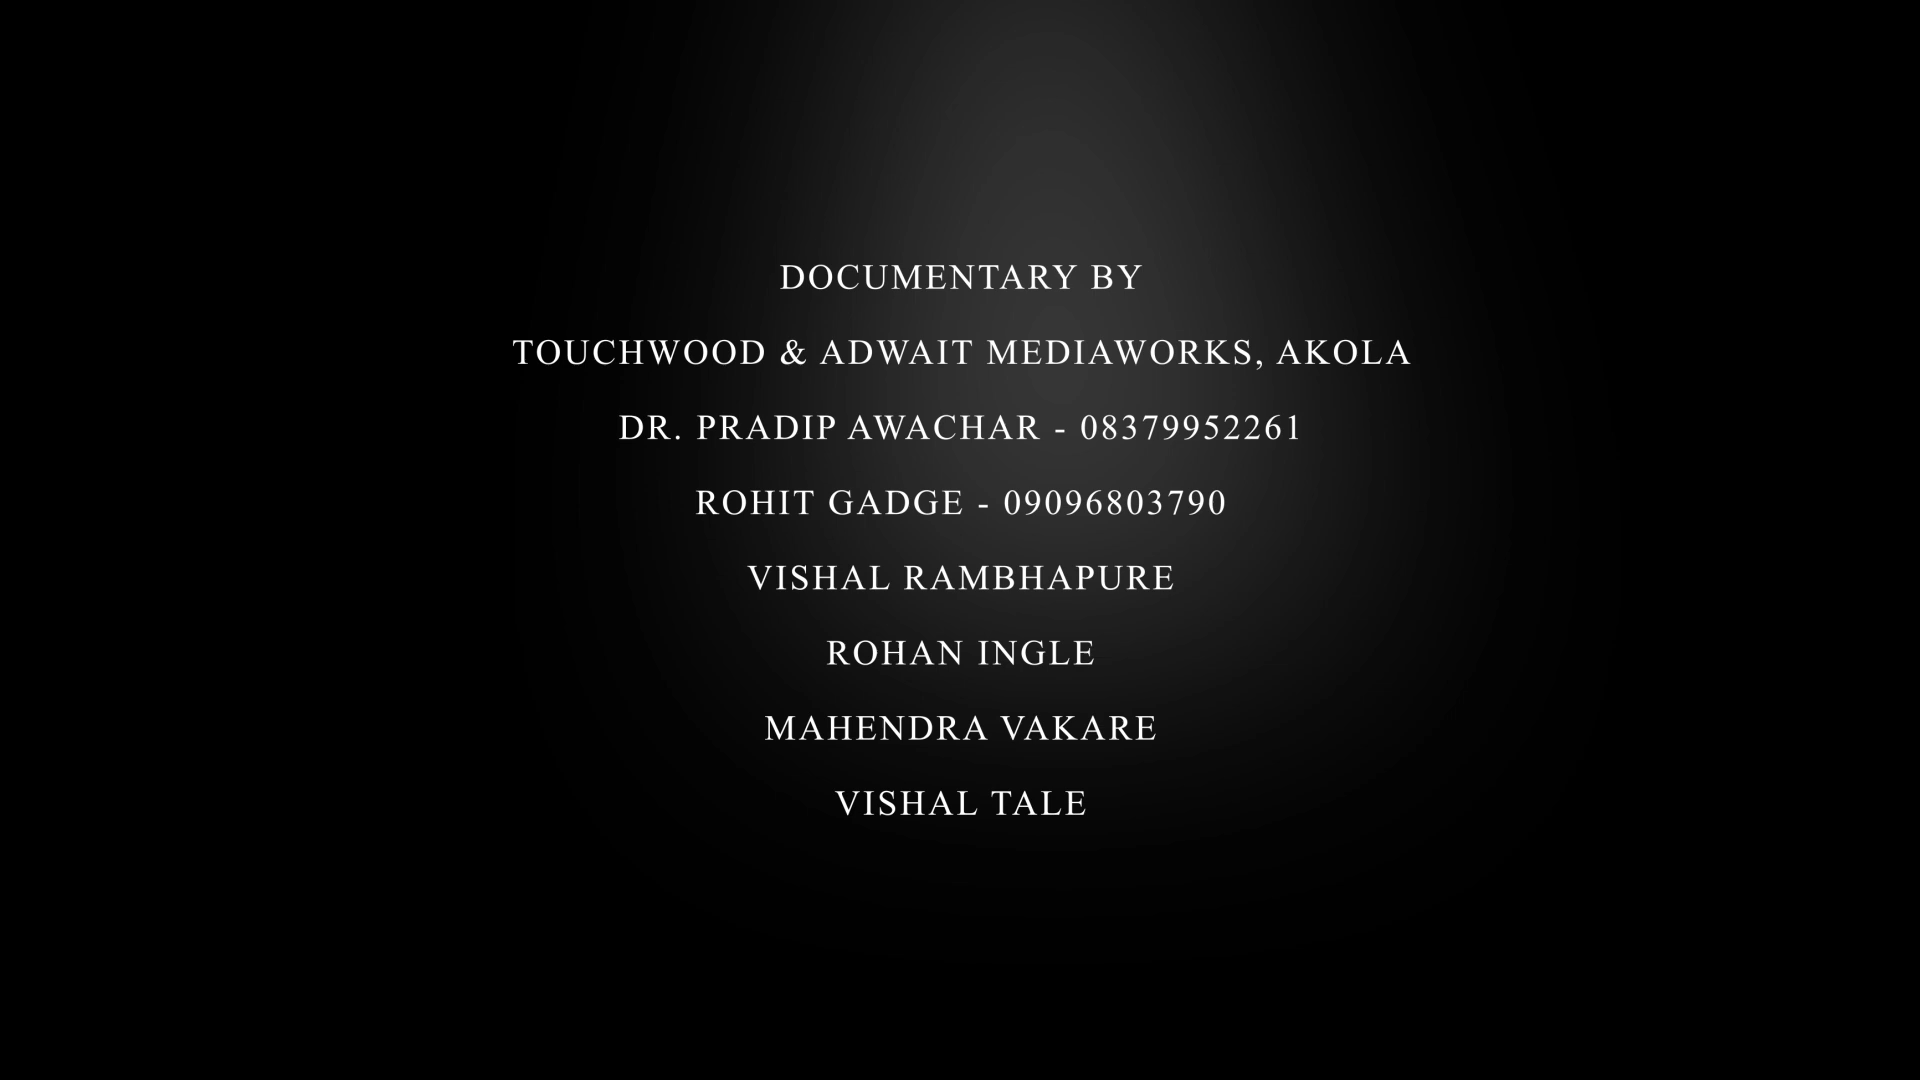 DOCUMENTARY BY
TOUCHWOOD & ADWAIT MEDIAWORKS, AKOLA
DR. PRADIP AWACHAR - 08379952261
ROHIT GADGE - 09096803790
VISHAL RAMBHAPURE
ROHAN INGLE
MAHENDRA VAKARE
VISHAL TALE